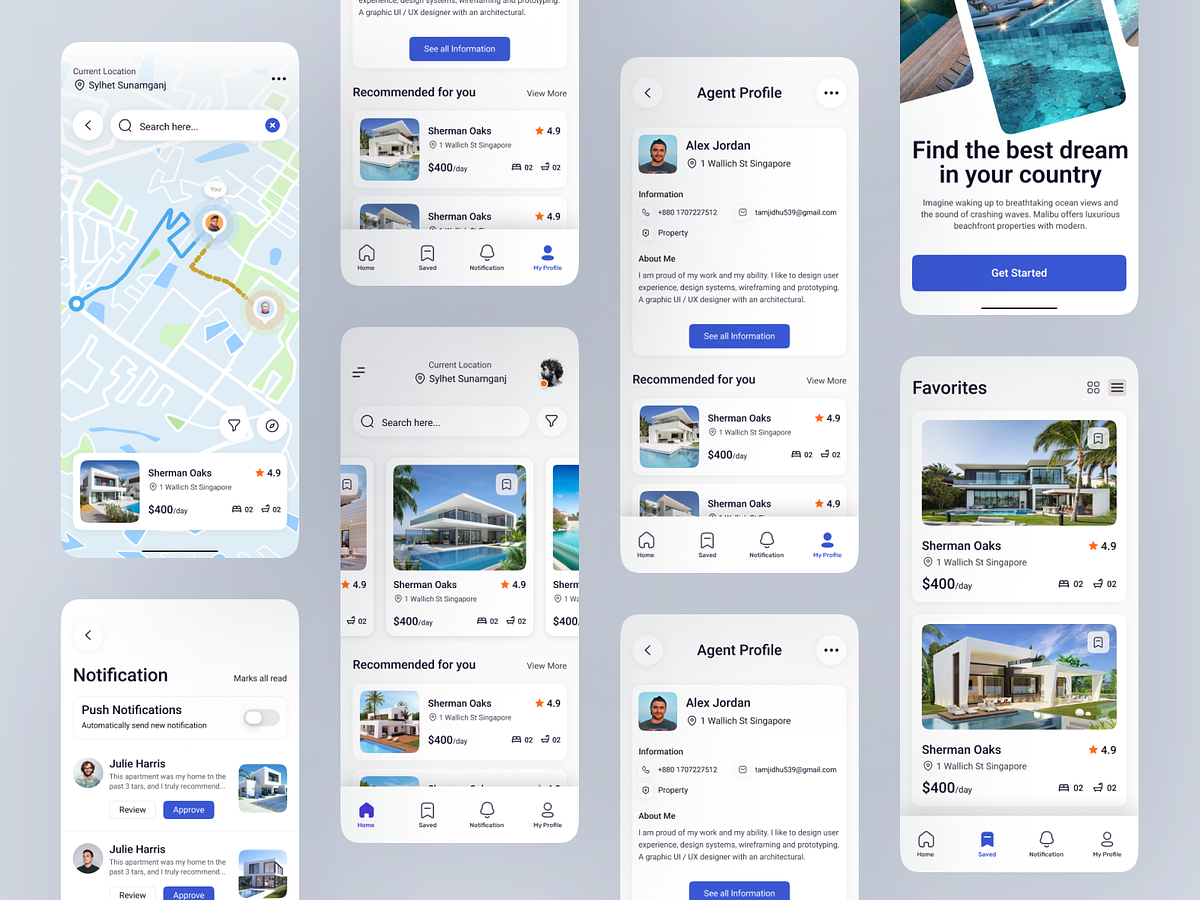 Current Location
Sylhet Sunamganj
Search here...
You
Sherman Oaks
4.9
1 Wallich St Singapore
$400/day
02
02
Notification
Marks all read
Push Notifications
Automatically send new notification
Julie Harris
This apartment was my home to the
past 3 tars, and I truly recommend...
Review
Approve
Julie Harris
This apartment was my home to the
past 3 tars, and I truly recommend...
Review
Approve
experience, design systems, wireframing and prototyping.
A graphic UI / UX designer with an architectural.
See all Information
Recommended for you
View More
Sherman Oaks
4.9
1 Wallich St Singapore
$400/day
02
02
Sherman Oaks
4.9
1 Wallich St Singapore
Home
Saved
Notification
My Profile
Current Location
Sylhet Sunamganj
Search here...
4.9
02
Sherman Oaks
4.9
1 Wallich St Singapore
$400/day
02
02
Sherm
1 Wa
$400
Recommended for you
View More
Sherman Oaks
4.9
1 Wallich St Singapore
$400/day
02
02
Home
Saved
Notification
My Profile
Agent Profile
Alex Jordan
1 Wallich St Singapore
Information
+880 1707227512
tamjidhu539@gmail.com
Property
About Me
I am proud of my work and my ability. I like to design user
experience, design systems, wireframing and prototyping.
A graphic UI / UX designer with an architectural.
See all Information
Recommended for you
View More
Sherman Oaks
4.9
1 Wallich St Singapore
$400/day
02
02
Sherman Oaks
4.9
1 Wallich St Singapore
Home
Saved
Notification
My Profile
Agent Profile
Alex Jordan
1 Wallich St Singapore
Information
+880 1707227512
tamjidhu539@gmail.com
Property
About Me
I am proud of my work and my ability. I like to design user
experience, design systems, wireframing and prototyping.
A graphic UI / UX designer with an architectural.
See all Information
Find the best dream
in your country
Imagine waking up to breathtaking ocean views and
the sound of crashing waves. Malibu offers luxurious
beachfront properties with modern.
Get Started
Favorites
Sherman Oaks
4.9
1 Wallich St Singapore
$400/day
02
02
Sherman Oaks
4.9
1 Wallich St Singapore
$400/day
02
02
Home
Saved
Notification
My Profile